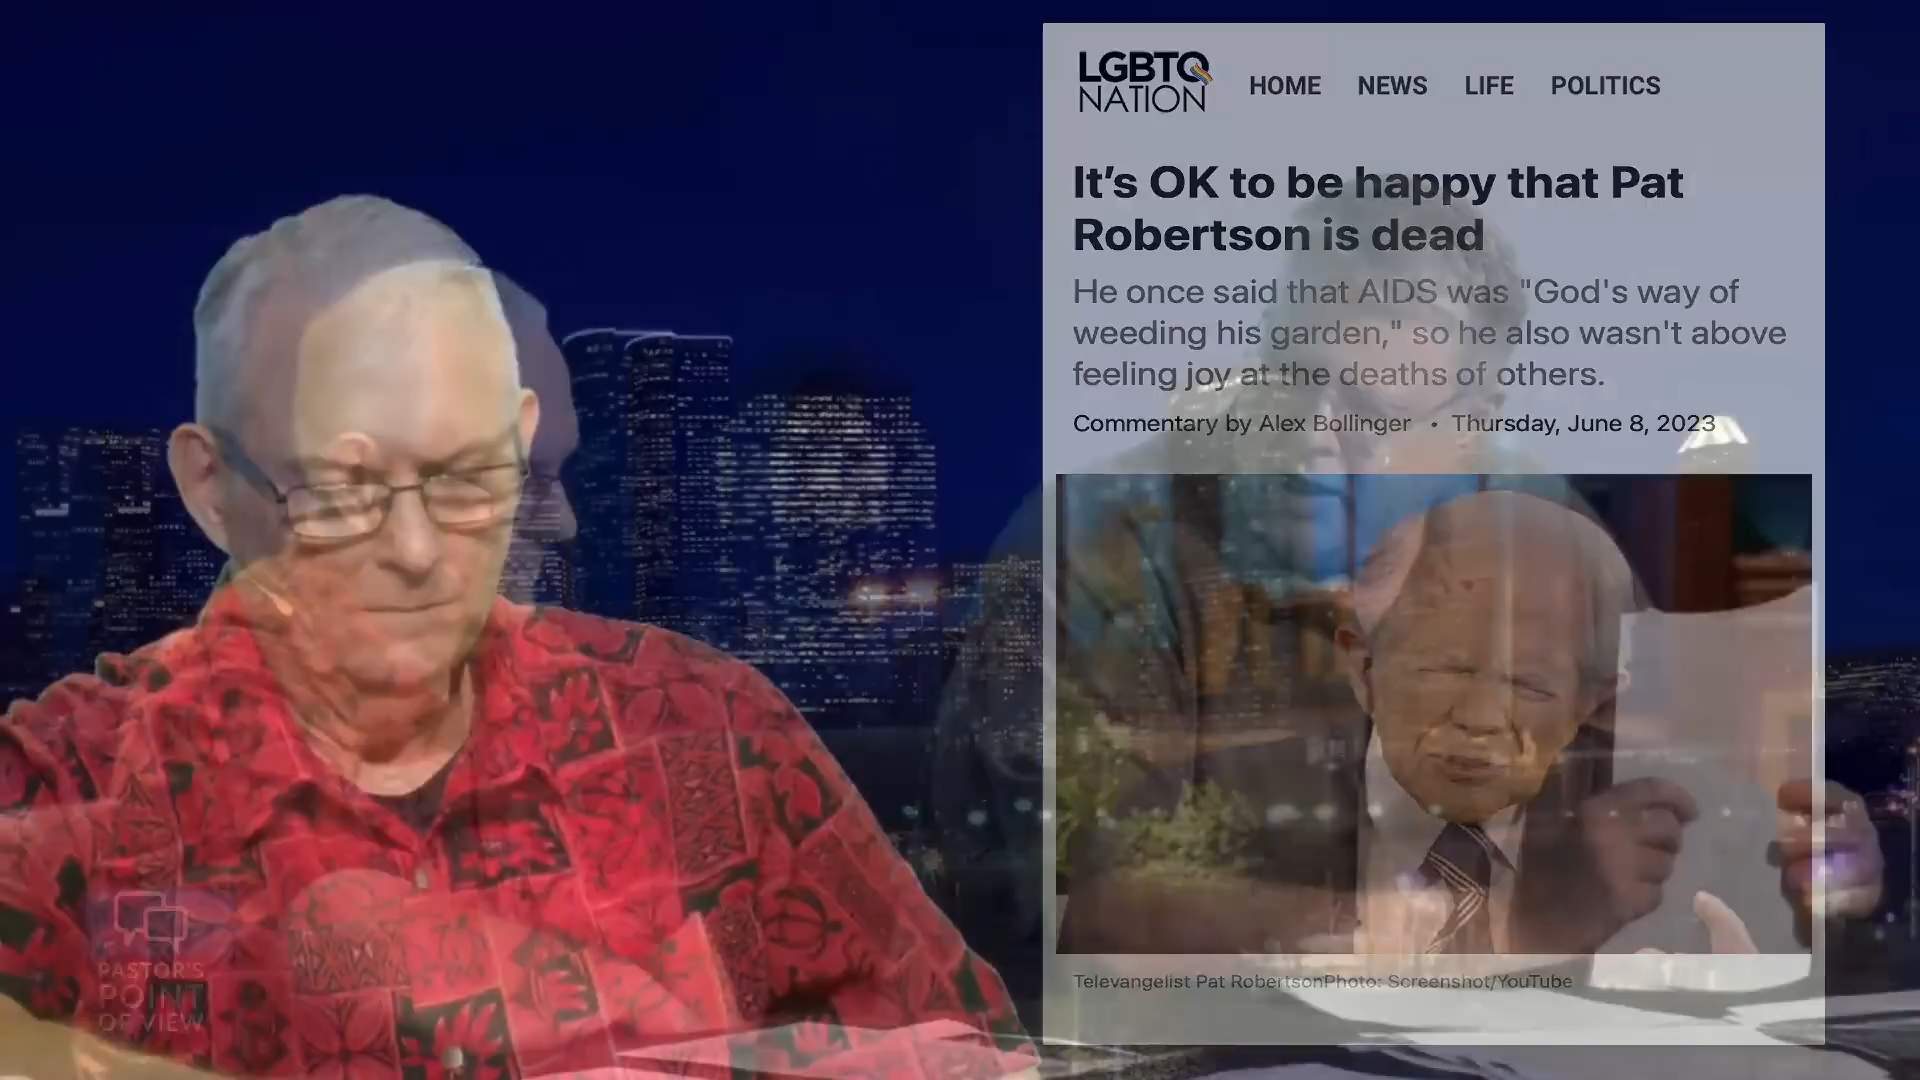 LGBTQ
NATION
HOME NEWS LIFE POLITICS
It's OK to be happy that Pat
Robertson is dead
He once said that AIDS was "God's way of
weeding his garden," so he also wasn't above
feeling joy at the deaths of others.
Commentary by Alex Bollinger • Thursday, June 8, 2023
Televangelist Pat RobertsonPhoto: Screenshot/YouTube
PASTOR'S
POINT
OF VIEW